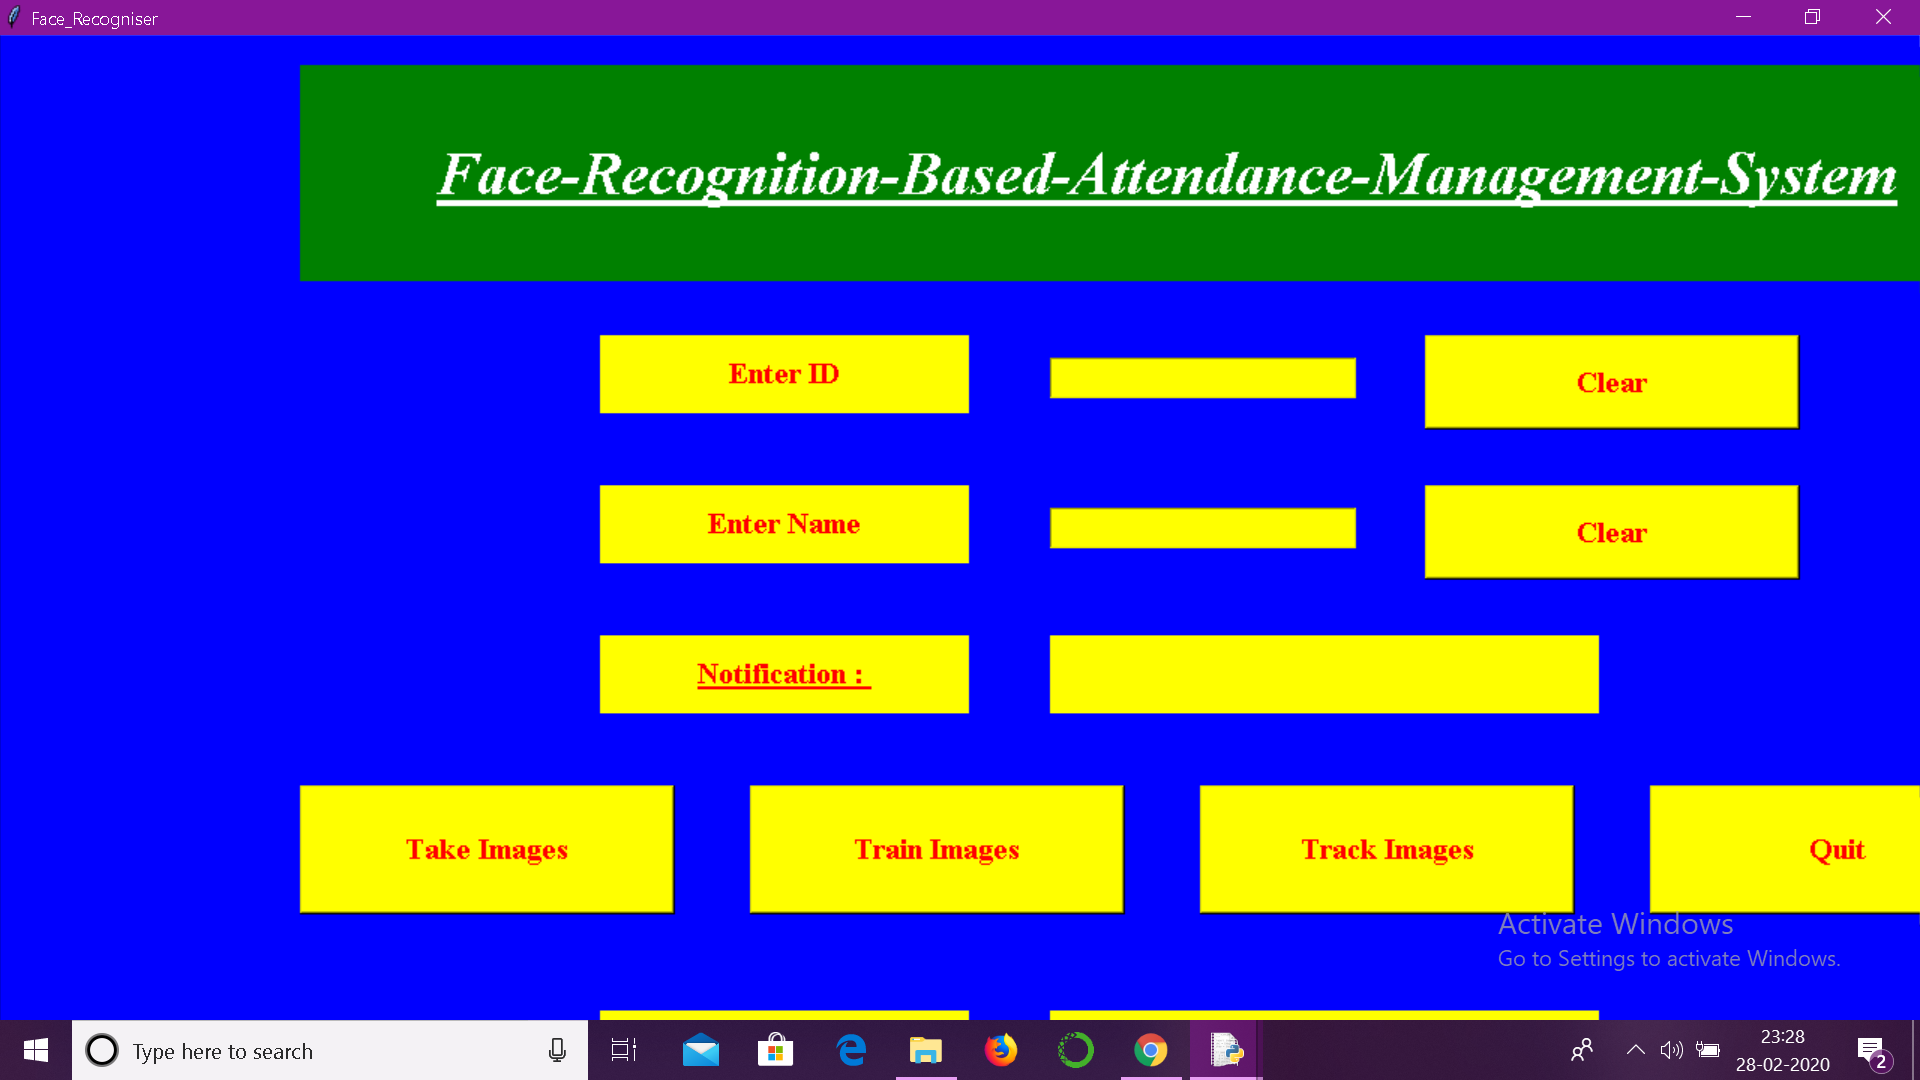 Face_Recogniser
Face-Recognition-Based-Attendance-Management-System
Enter ID
Clear
Enter Name
Clear
Notification :
Take Images
Train Images
Track Images
Quit
Activate Windows
Go to Settings to activate Windows.
Type here to search
23:28
28-02-2020
2